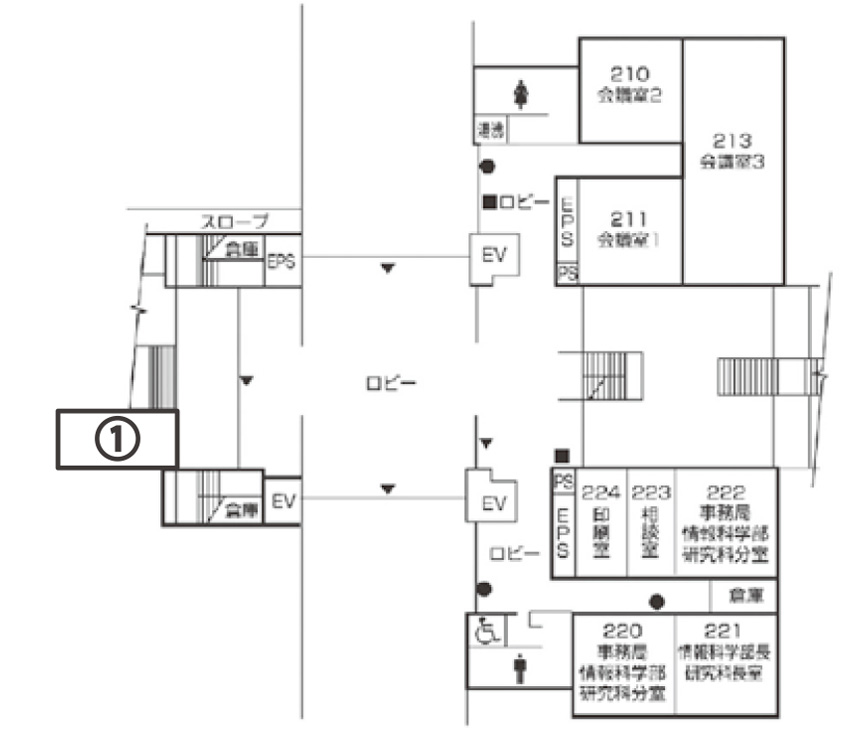 210
会議室2
213
会議室3
湯沸
スロープ
ロビー
倉庫
EPS
EPS
211
会議室1
EV
PS
ロビー
①
PS
224
印刷室
223
相談室
222
事務局
情報科学部
研究科分室
倉庫
EV
EV
EPS
ロビー
倉庫
220
事務局
情報科学部
研究科分室
221
情報科学部長
研究科長室